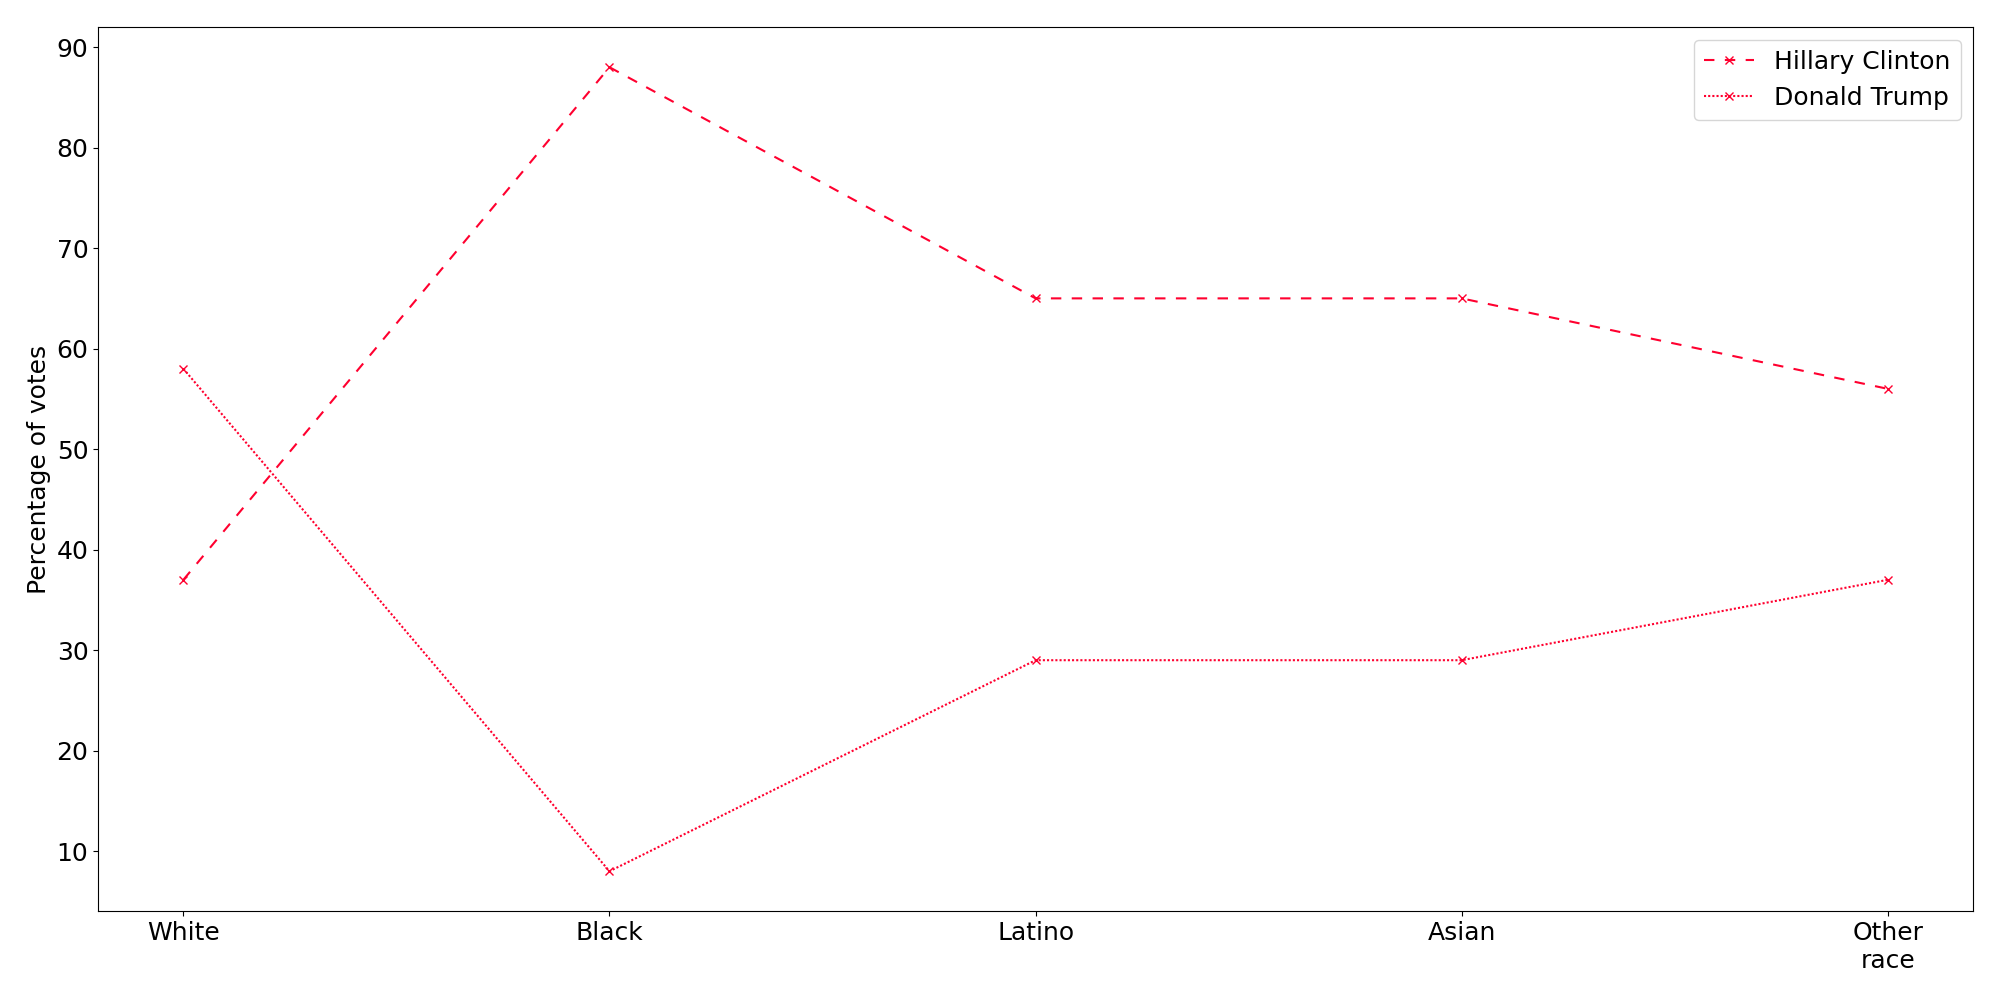 Hillary Clinton
Donald Trump
Percentage of votes
90
80
70
60
50
40
30
20
10
White
Black
Latino
Asian
Other
race